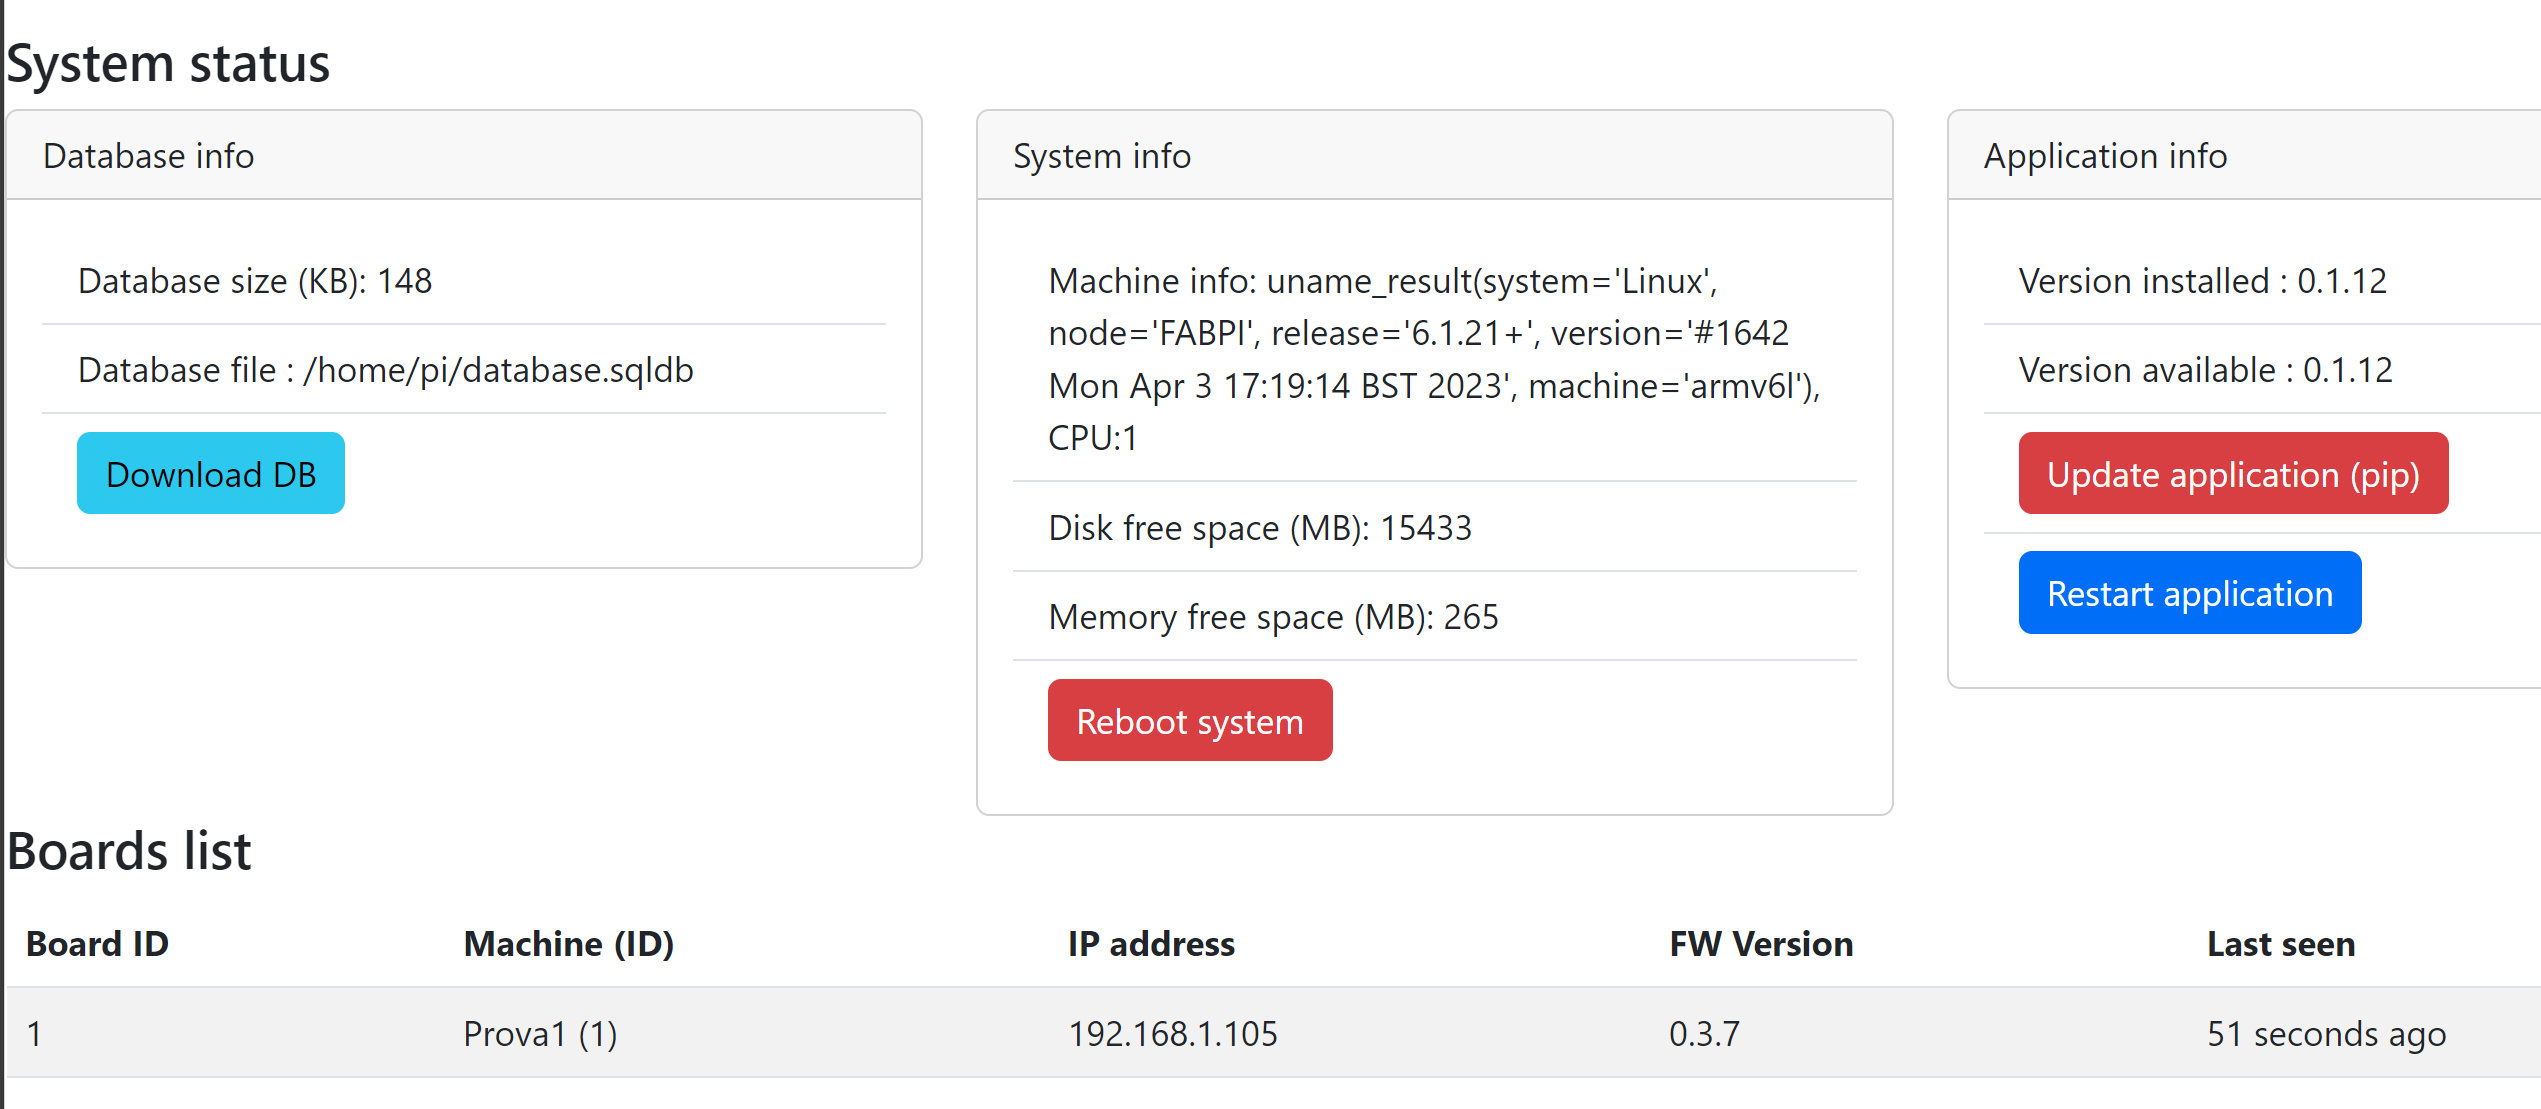 System status
Database info
Database size (KB): 148
Database file : /home/pi/database.sqldb
Download DB
System info
Machine info: uname_result(system='Linux',
node='FABPI', release='6.1.21+', version='#1642
Mon Apr 3 17:19:14 BST 2023', machine='armv6l'),
CPU:1
Disk free space (MB): 15433
Memory free space (MB): 265
Reboot system
Application info
Version installed : 0.1.12
Version available : 0.1.12
Update application (pip)
Restart application
Boards list
Board ID Machine (ID) IP address FW Version Last seen
1 Prova1 (1) 192.168.1.105 0.3.7 51 seconds ago